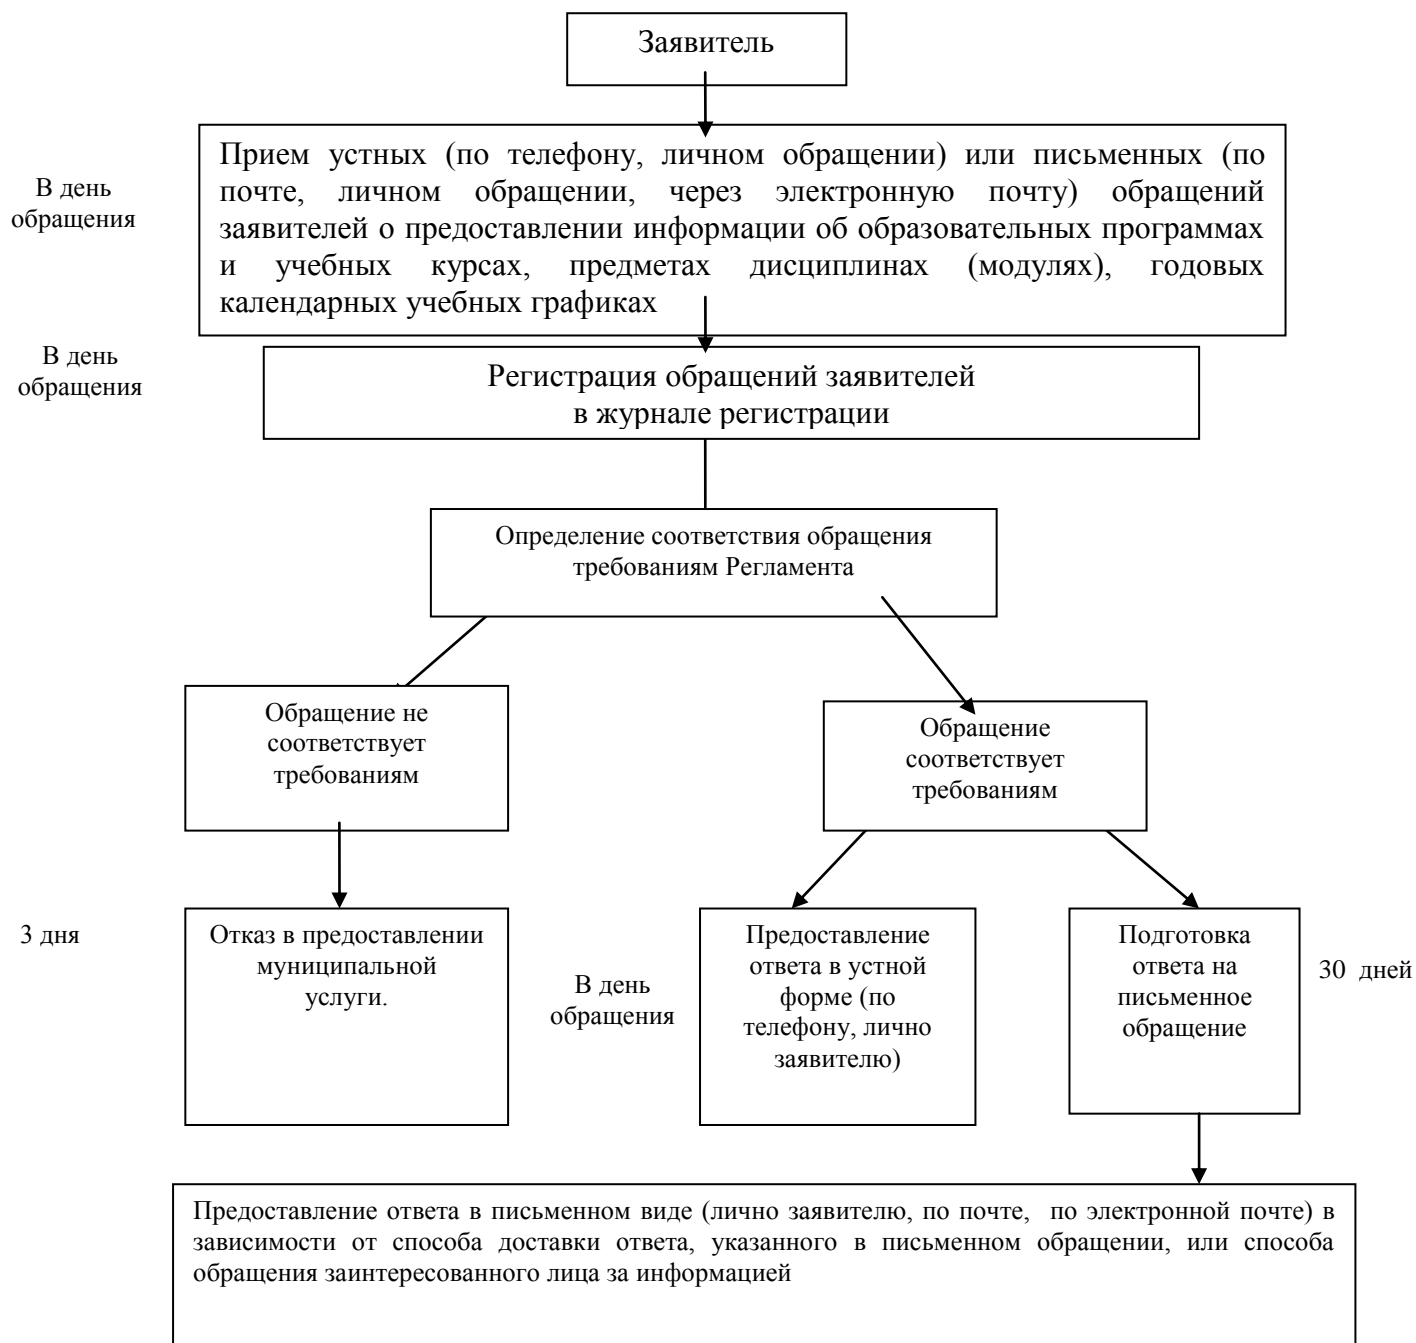 Заявитель
Прием устных (по телефону, личном обращении) или письменных (по
почте, личном обращении, через электронную почту) обращений
заявителей о предоставлении информации об образовательных программах
и учебных курсах, предметах дисциплинах (модулях), годовых
календарных учебных графиках
В день
обращения
В день
обращения
Регистрация обращений заявителей
в журнале регистрации
Определение соответствия обращения
требованиям Регламента
Обращение не
соответствует
требованиям
Обращение
соответствует
требованиям
3 дня
Отказ в предоставлении
муниципальной
услуги.
В день
обращения
Предоставление
ответа в устной
форме (по
телефону, лично
заявителю)
Подготовка
ответа на
письменное
обращение
30 дней
Предоставление ответа в письменном виде (лично заявителю, по почте, по электронной почте) в
зависимости от способа доставки ответа, указанного в письменном обращении, или способа
обращения заинтересованного лица за информацией